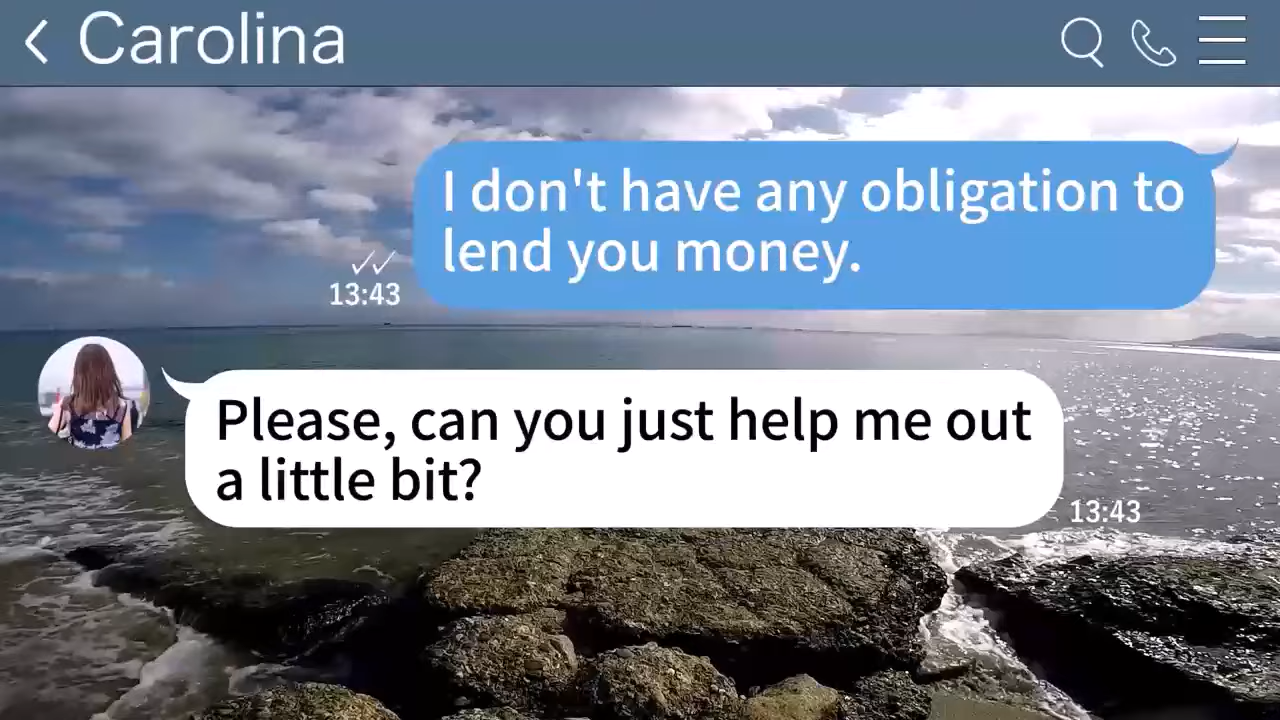 Carolina
I don't have any obligation to
lend you money.
13:43
Please, can you just help me out
a little bit?
13:43